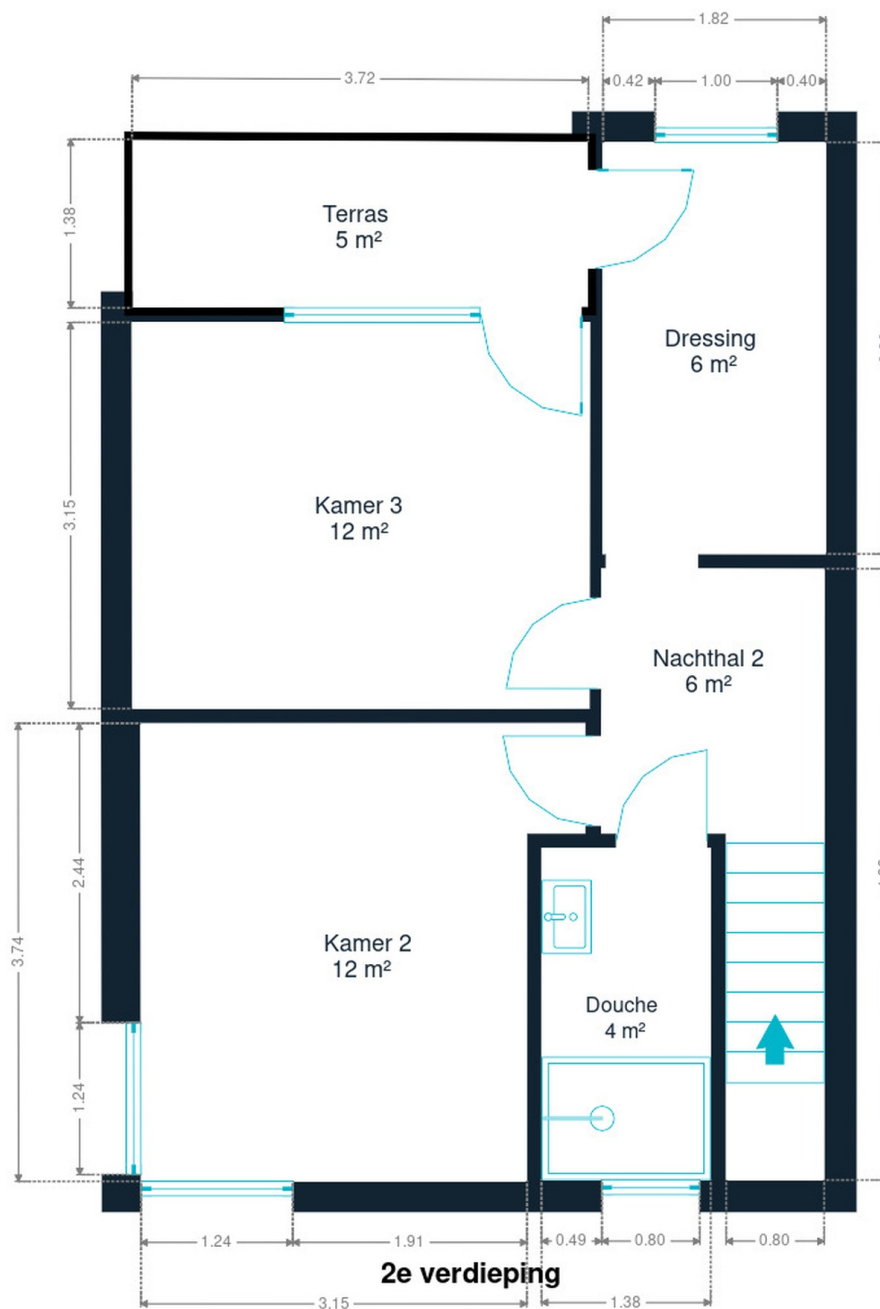 1.82
3.72
0.42
1.00
0.40
1.38
Terras
5 m²
Dressing
6 m²
3.15
Kamer 3
12 m²
Nachthal 2
6 m²
2.44
3.74
Kamer 2
12 m²
Douche
4 m²
1.24
1.24
1.91
0.49
0.80
0.80
2e verdieping
3.15
1.38